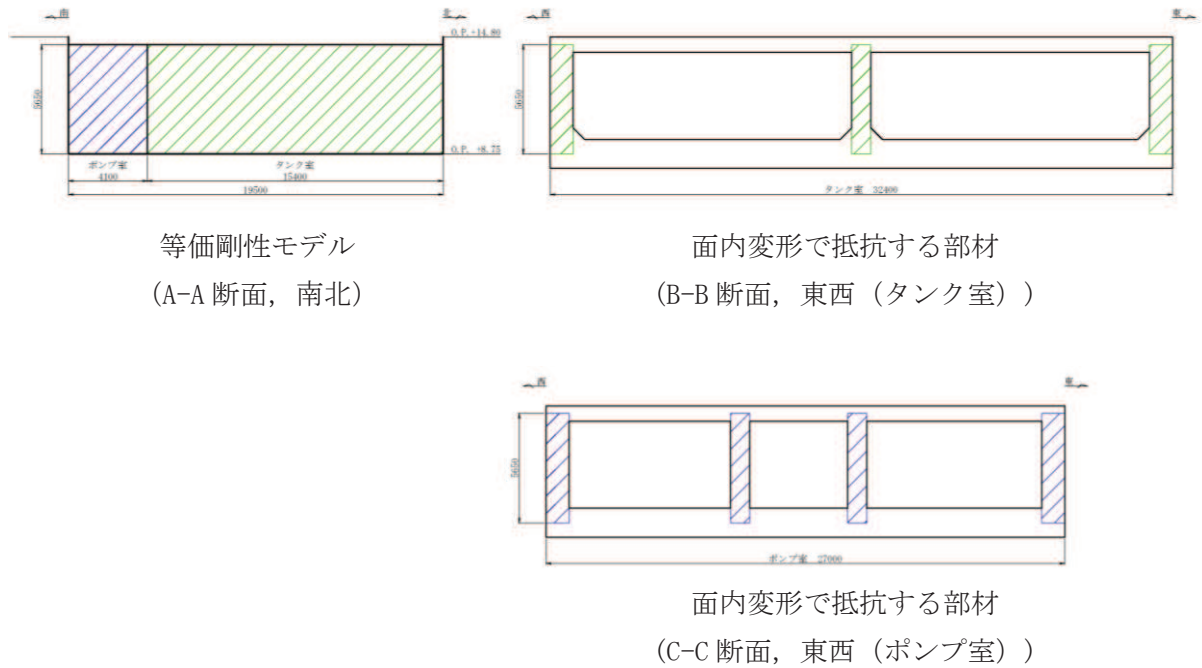 南
北
O.P.+14.80
5650
O.P. +8.75
ポンプ室
タンク室
4100
15400
19500
等価剛性モデル
(A-A 断面, 南北)
西
東
5650
タンク室 32400
面内変形で抵抗する部材
(B-B 断面, 東西（タンク室）)
西
東
5650
ポンプ室 27000
面内変形で抵抗する部材
(C-C 断面, 東西（ポンプ室）)